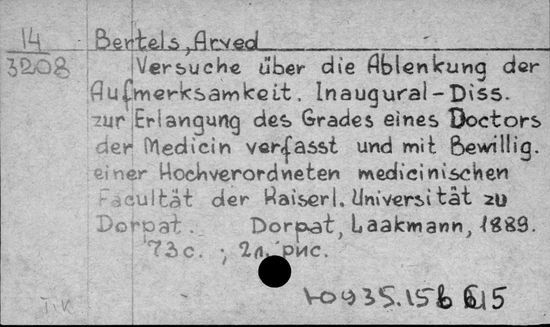 14 Bertels, Arved
3208 Versuche über die Ablenkung der
Aufmerksamkeit. Inaugural-Diss.
zur Erlangung des Grades eines Doctors
der Medicin verfasst und mit Bewillig.
einer Hochverordneten medicinischen
Facultät der Kaiserl. Universität zu
Dorpat. Dorpat, Laakmann, 1889.
73 с. ; 2 л. рис.